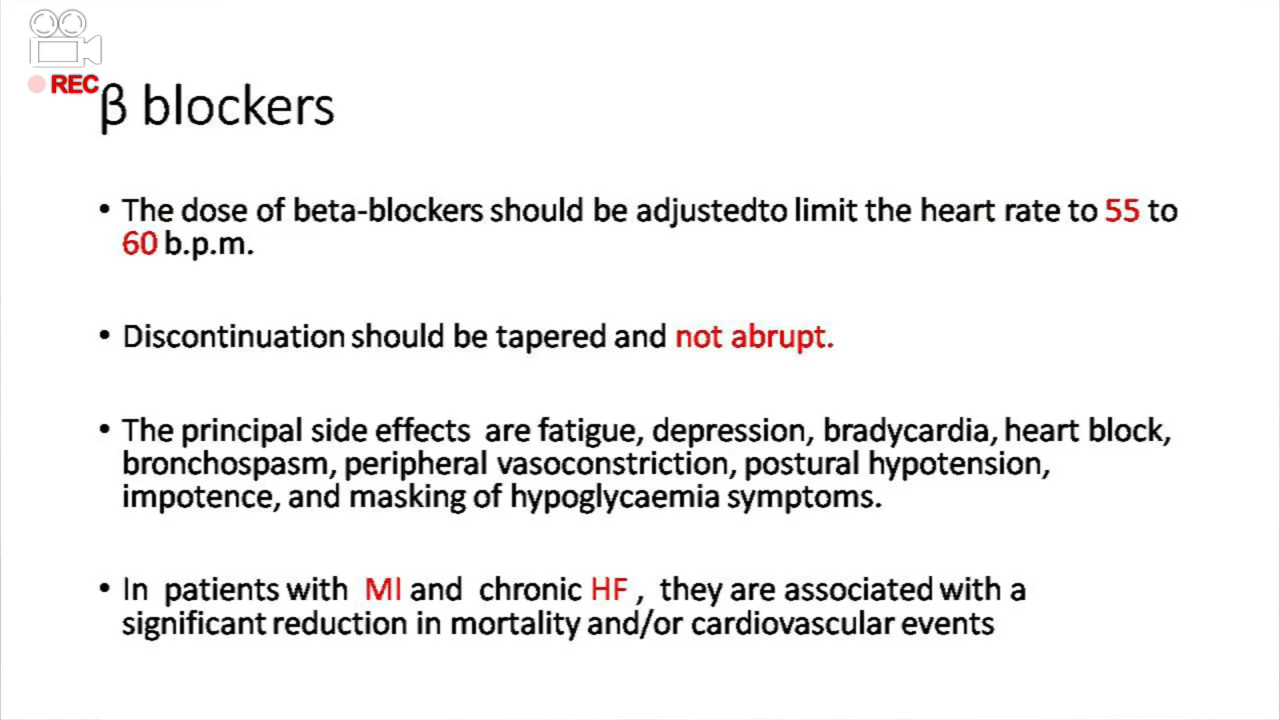 REC
β blockers
• The dose of beta-blockers should be adjustedto limit the heart rate to 55 to
60 b.p.m.
• Discontinuation should be tapered and not abrupt.
• The principal side effects are fatigue, depression, bradycardia, heart block,
bronchospasm, peripheral vasoconstriction, postural hypotension,
impotence, and masking of hypoglycaemia symptoms.
• In patients with MI and chronic HF , they are associated with a
significant reduction in mortality and/or cardiovascular events